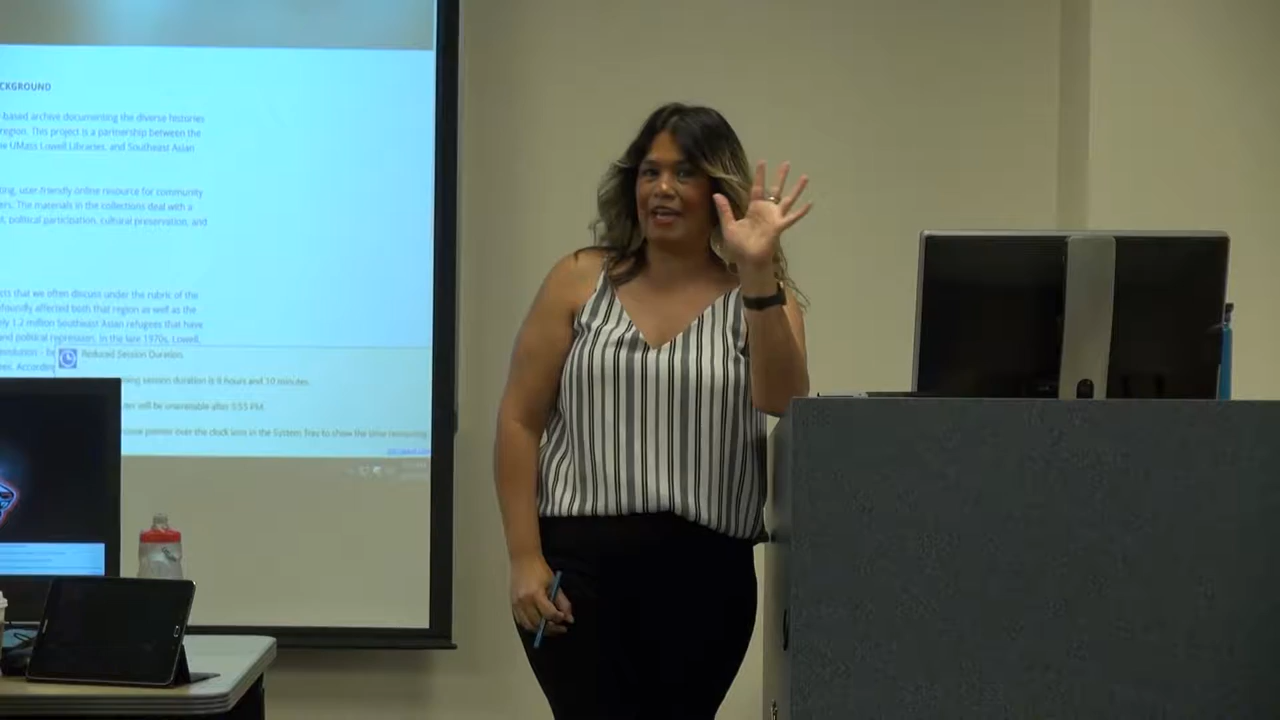 CKGROUND
-based archive documenting the diverse histories
region. This project is a partnership between the
e UMass Lowell Libraries, and Southeast Asian
ting, user-friendly online resource for community
ers. The materials in the collections deal with a
t, political participation, cultural preservation, and
cts that we often discuss under the rubric of the
foundly affected both that region as well as the
ly 1.2 million Southeast Asian refugees that have
and political repression. In the late 1970s, Lowell,
Reduced Session Duration.
session duration is 0 hours and 10 minutes.
will be unavailable after 5:55 PM
pointer over the clock icon in the System Tray to show the time remaining